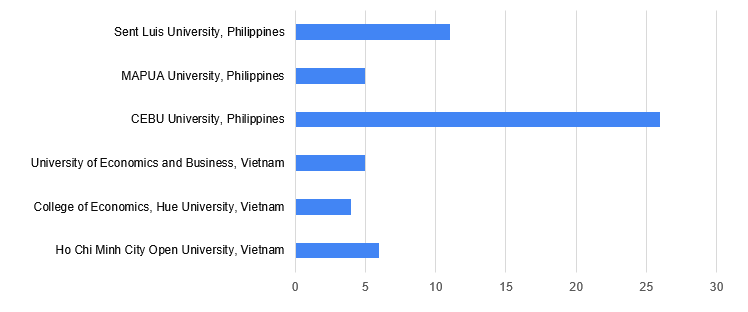 Sent Luis University, Philippines
MAPUA University, Philippines
CEBU University, Philippines
University of Economics and Business, Vietnam
College of Economics, Hue University, Vietnam
Ho Chi Minh City Open University, Vietnam
0 5 10 15 20 25 30